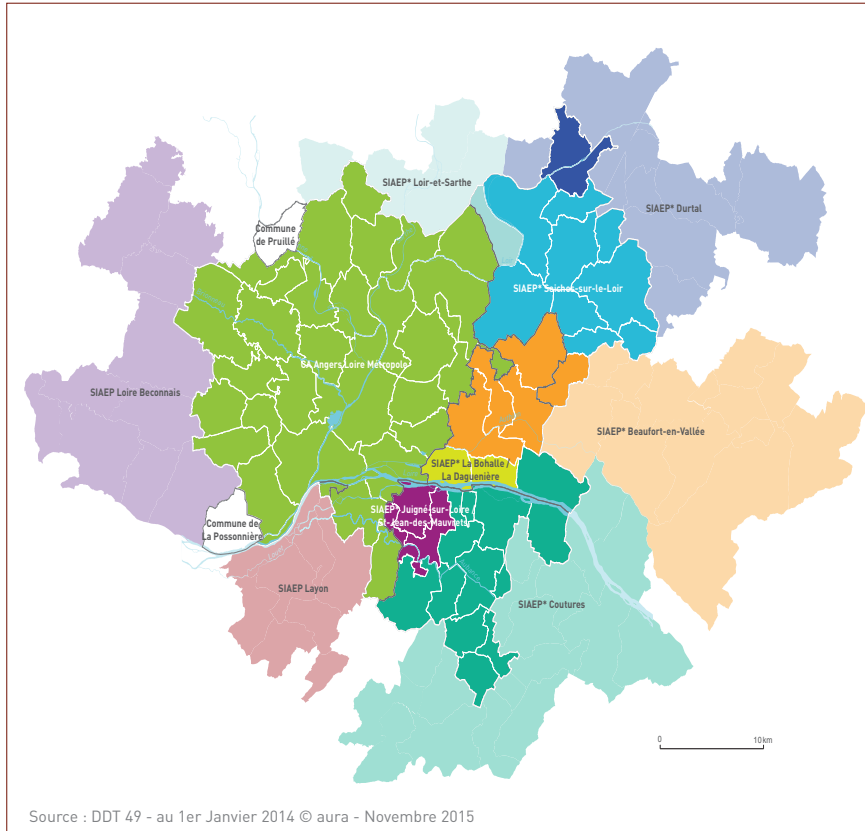 SIAEP* Loir-et-Sarthe
SIAEP* Durtal
Commune
de Pruillé
SIAEP* Seiches-sur-le-Loir
CA Angers Loire Métropole
SIAEP Loire Beconnais
SIAEP* Beaufort-en-Vallée
SIAEP* La Bohalle /
La Daguenière
SIAEP* Juigné-sur-Loire /
St-Jean-des-Mauvrets
Commune de
La Possonnière
SIAEP Layon
SIAEP* Coutures
0 10km
Source : DDT 49 - au 1er Janvier 2014 © aura - Novembre 2015